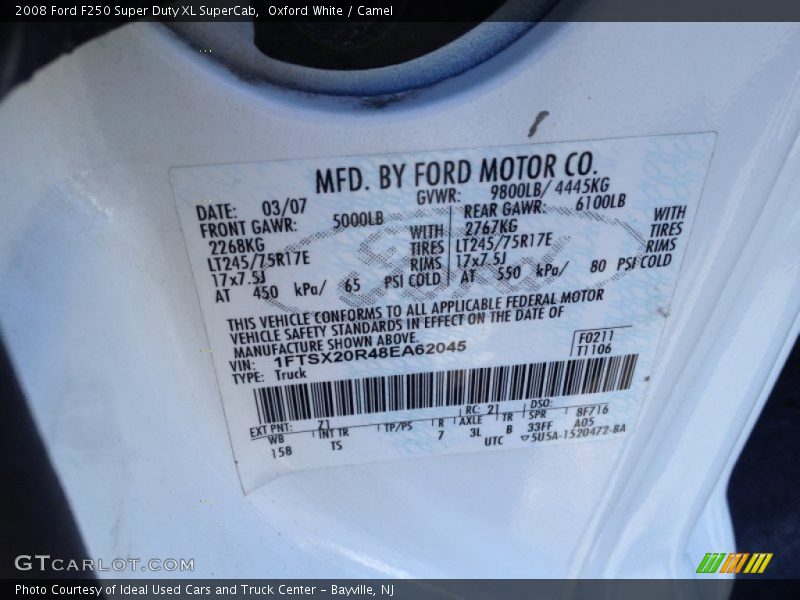 2008 Ford F250 Super Duty XL SuperCab, Oxford White / Camel
MFD. BY FORD MOTOR CO.
DATE: 03/07 GVWR: 9800LB/ 4445KG
FRONT GAWR: 5000LB REAR GAWR: 6100LB
2268KG WITH 2767KG WITH
LT245/75R17E TIRES LT245/75R17E TIRES
17x7.5J RIMS 17x7.5J RIMS
AT 450 kPa/ 65 PSI COLD AT 550 kPa/ 80 PSI COLD
THIS VEHICLE CONFORMS TO ALL APPLICABLE FEDERAL MOTOR
VEHICLE SAFETY STANDARDS IN EFFECT ON THE DATE OF
MANUFACTURE SHOWN ABOVE.
VIN: 1FTSX20R48EA62045 F0211
TYPE: Truck T1106
EXT PNT: Z1 RC: 21 DSO:
WB INT TR TP/PS R AXLE TR SPR 8F716
158 TS 7 3L B 33FF A05
UTC 5U5A-1520472-BA
Ford
GTCARLOT.COM
Photo Courtesy of Ideal Used Cars and Truck Center - Bayville, NJ